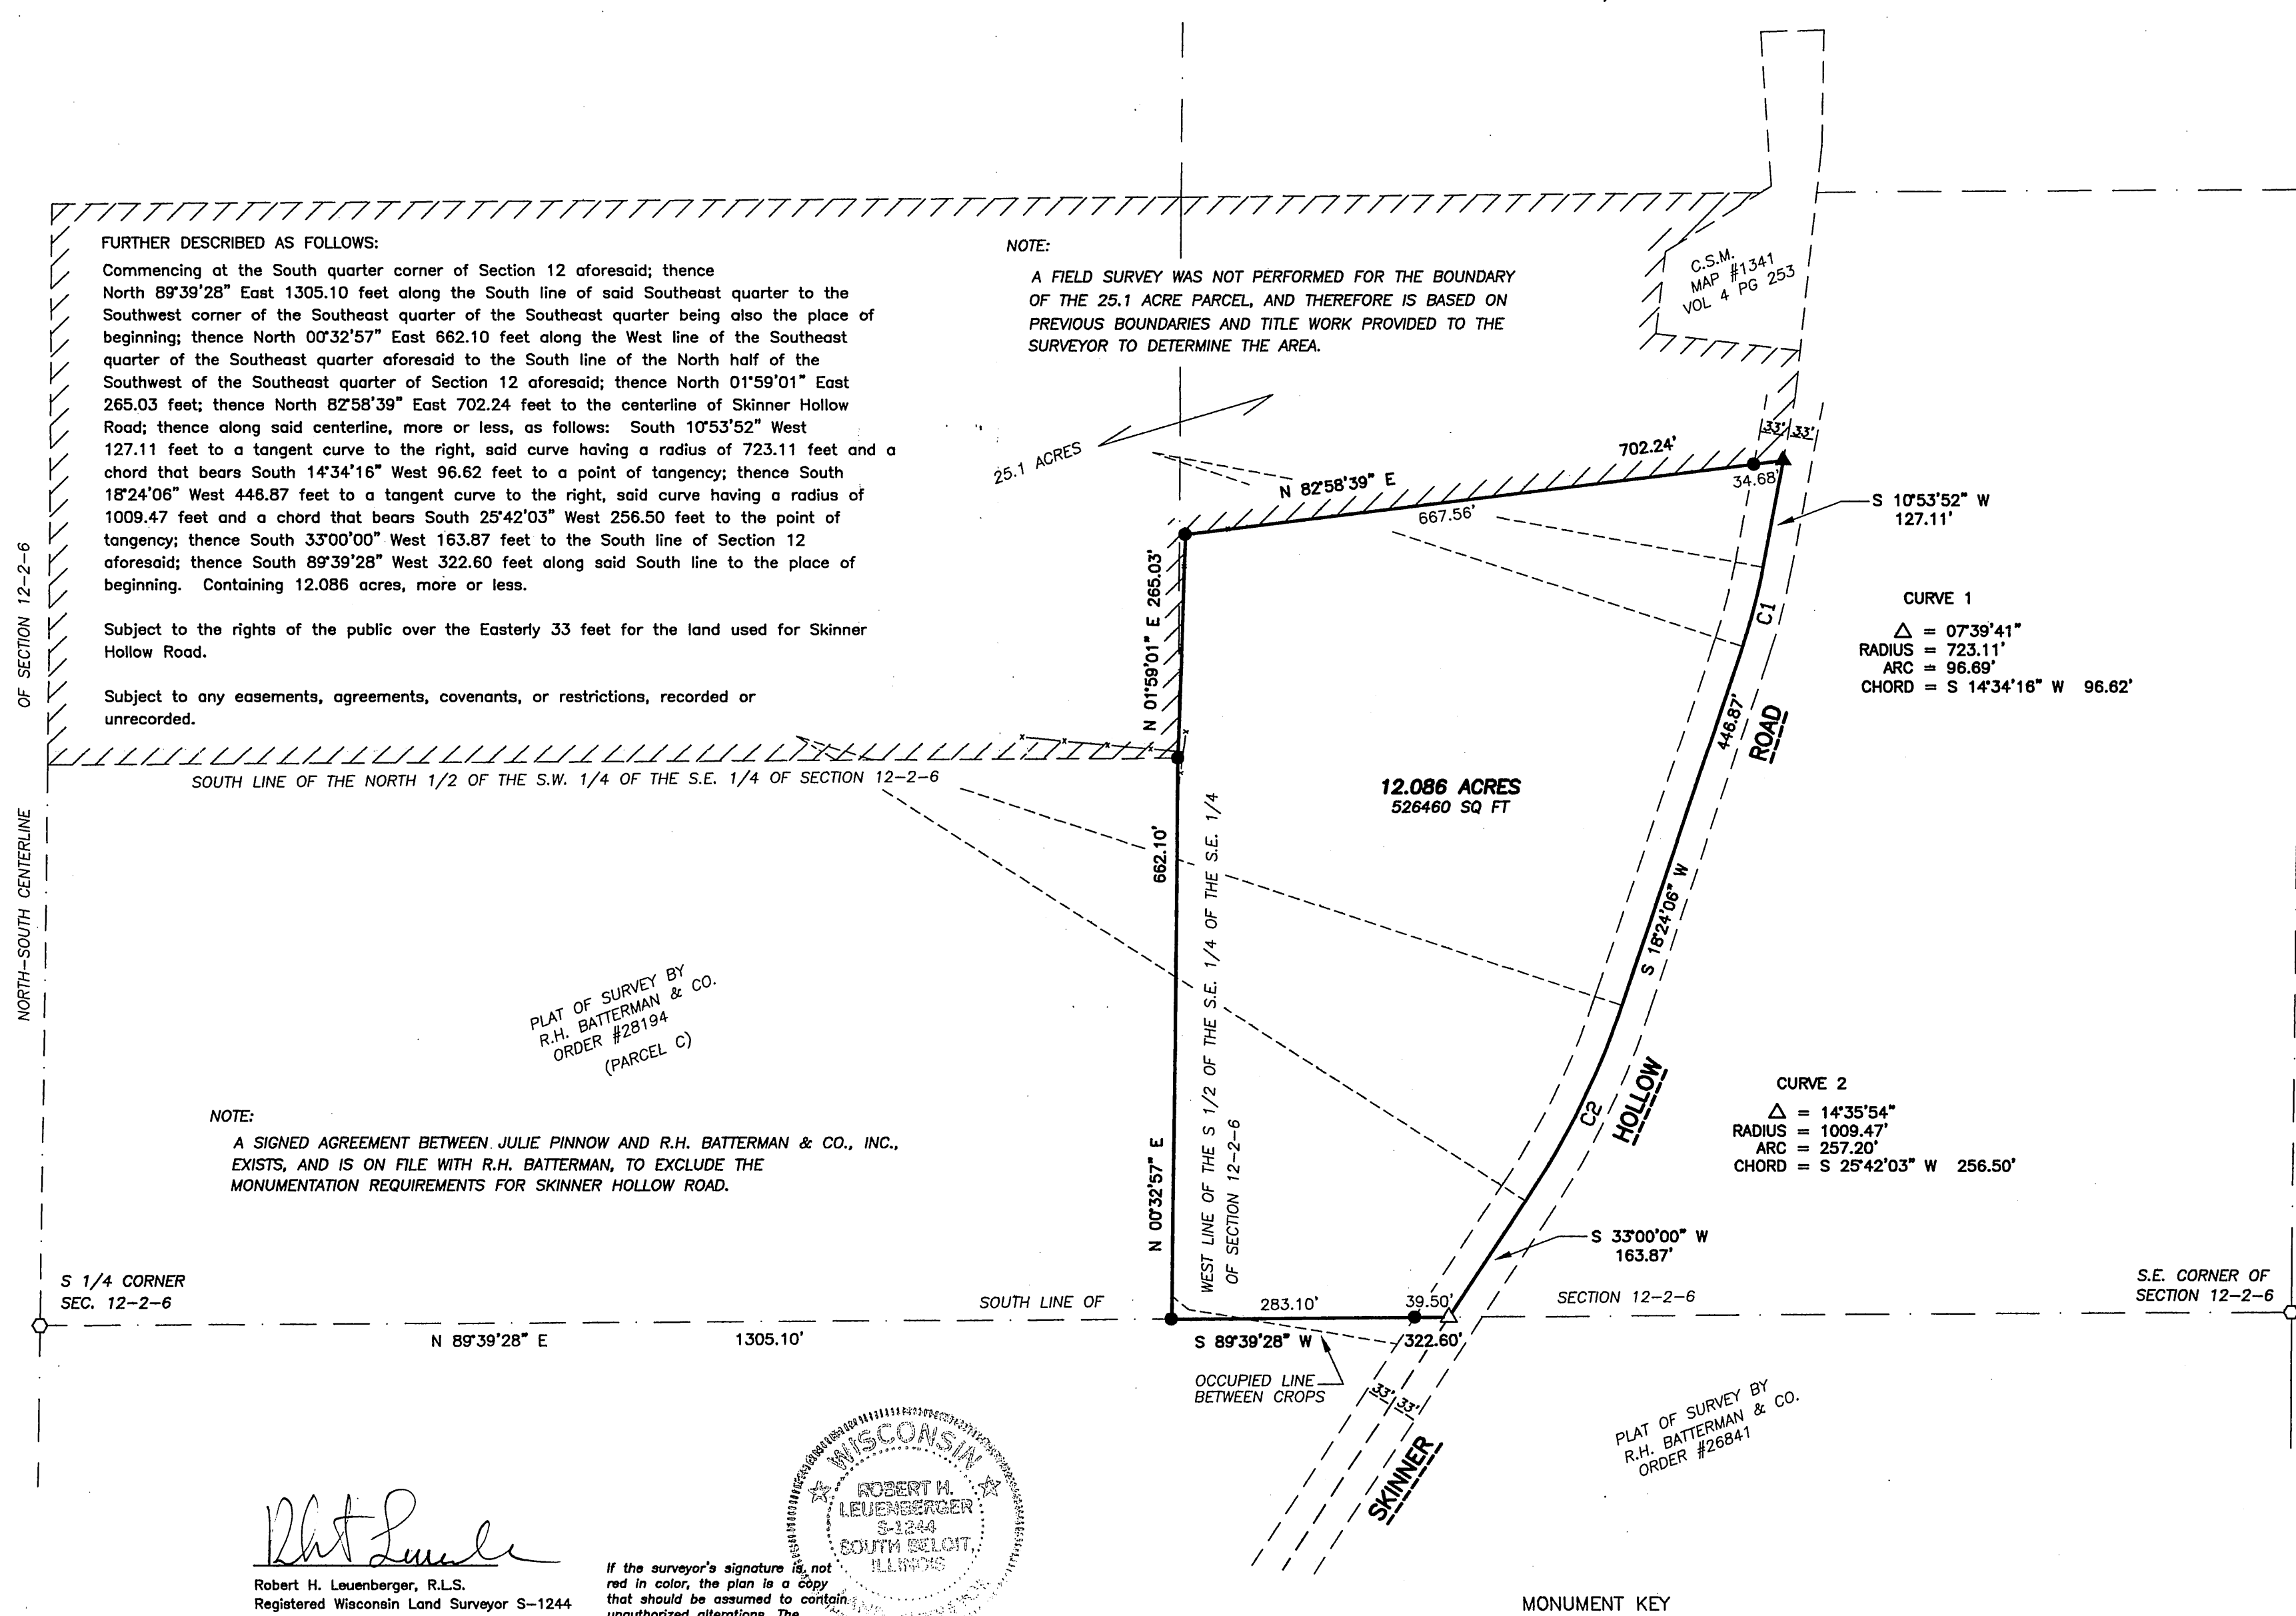 FURTHER DESCRIBED AS FOLLOWS:
Commencing at the South quarter corner of Section 12 aforesaid; thence
North 89°39'28" East 1305.10 feet along the South line of said Southeast quarter to the
Southwest corner of the Southeast quarter of the Southeast quarter being also the place of
beginning; thence North 00°32'57" East 662.10 feet along the West line of the Southeast
quarter of the Southeast quarter aforesaid to the South line of the North half of the
Southwest of the Southeast quarter of Section 12 aforesaid; thence North 01°59'01" East
265.03 feet; thence North 82°58'39" East 702.24 feet to the centerline of Skinner Hollow
Road; thence along said centerline, more or less, as follows: South 10°53'52" West
127.11 feet to a tangent curve to the right, said curve having a radius of 723.11 feet and a
chord that bears South 14°34'16" West 96.62 feet to a point of tangency; thence South
18°24'06" West 446.87 feet to a tangent curve to the right, said curve having a radius of
1009.47 feet and a chord that bears South 25°42'03" West 256.50 feet to the point of
tangency; thence South 33°00'00" West 163.87 feet to the South line of Section 12
aforesaid; thence South 89°39'28" West 322.60 feet along said South line to the place of
beginning. Containing 12.086 acres, more or less.
Subject to the rights of the public over the Easterly 33 feet for the land used for Skinner
Hollow Road.
Subject to any easements, agreements, covenants, or restrictions, recorded or
unrecorded.
NOTE:
A FIELD SURVEY WAS NOT PERFORMED FOR THE BOUNDARY
OF THE 25.1 ACRE PARCEL, AND THEREFORE IS BASED ON
PREVIOUS BOUNDARIES AND TITLE WORK PROVIDED TO THE
SURVEYOR TO DETERMINE THE AREA.
C.S.M.
MAP #1341
VOL 4 PG 253
25.1 ACRES
33' 33'
702.24'
34.68'
N 82°58'39" E
667.56'
S 10°53'52" W
127.11'
N 01°59'01" E 265.03'
C1
CURVE 1
△ = 07°39'41"
RADIUS = 723.11'
ARC = 96.69'
CHORD = S 14°34'16" W 96.62'
446.87'
ROAD
NORTH-SOUTH CENTERLINE OF SECTION 12-2-6
SOUTH LINE OF THE NORTH 1/2 OF THE S.W. 1/4 OF THE S.E. 1/4 OF SECTION 12-2-6
12.086 ACRES
526460 SQ FT
662.10'
N 00°32'57" E
WEST LINE OF THE S 1/2 OF THE S.E. 1/4 OF THE S.E. 1/4
OF SECTION 12-2-6
S 18°24'06" W
PLAT OF SURVEY BY
R.H. BATTERMAN & CO.
ORDER #28194
(PARCEL C)
C2
HOLLOW
CURVE 2
△ = 14°35'54"
RADIUS = 1009.47'
ARC = 257.20'
CHORD = S 25°42'03" W 256.50'
NOTE:
A SIGNED AGREEMENT BETWEEN JULIE PINNOW AND R.H. BATTERMAN & CO., INC.,
EXISTS, AND IS ON FILE WITH R.H. BATTERMAN, TO EXCLUDE THE
MONUMENTATION REQUIREMENTS FOR SKINNER HOLLOW ROAD.
S 33°00'00" W
163.87'
S 1/4 CORNER
SEC. 12-2-6
SOUTH LINE OF
283.10'
39.50'
SECTION 12-2-6
S.E. CORNER OF
SECTION 12-2-6
N 89°39'28" E
1305.10'
S 89°39'28" W
322.60'
OCCUPIED LINE
BETWEEN CROPS
33' 33'
SKINNER
PLAT OF SURVEY BY
R.H. BATTERMAN & CO.
ORDER #26841
WISCONSIN
ROBERT H.
LEUENBERGER
S-1244
SOUTH BELOIT,
ILLINOIS
Robert H. Leuenberger, R.L.S.
Registered Wisconsin Land Surveyor S-1244
If the surveyor's signature is not
red in color, the plan is a copy
that should be assumed to contain
unauthorized alterations. The
MONUMENT KEY